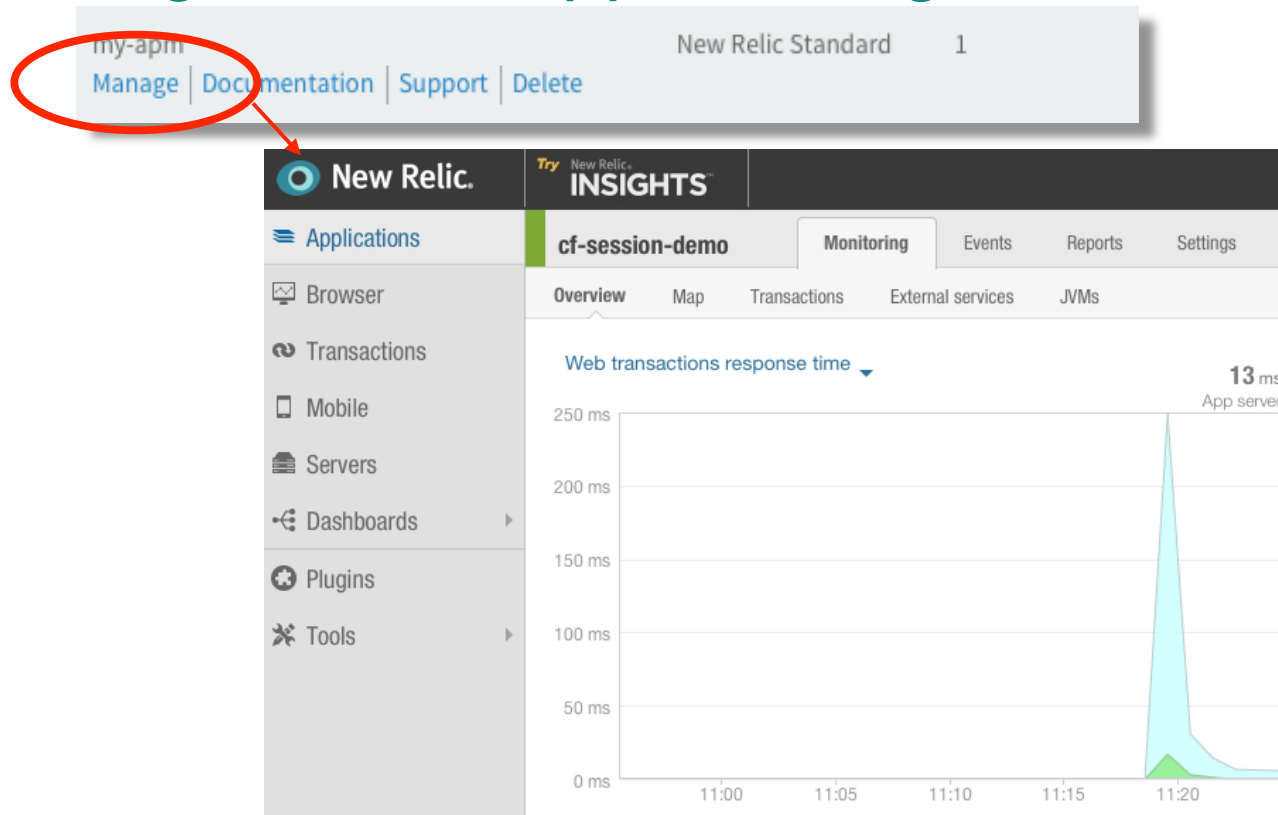 my-apm New Relic Standard 1
Manage Documentation Support Delete
New Relic. Try New Relic. INSIGHTS
Applications
cf-session-demo Monitoring Events Reports Settings
Browser
Overview Map Transactions External services JVMs
Transactions
Web transactions response time
13 ms
App server
Mobile
250 ms
Servers
200 ms
Dashboards
150 ms
Plugins
100 ms
Tools
50 ms
0 ms
11:00 11:05 11:10 11:15 11:20